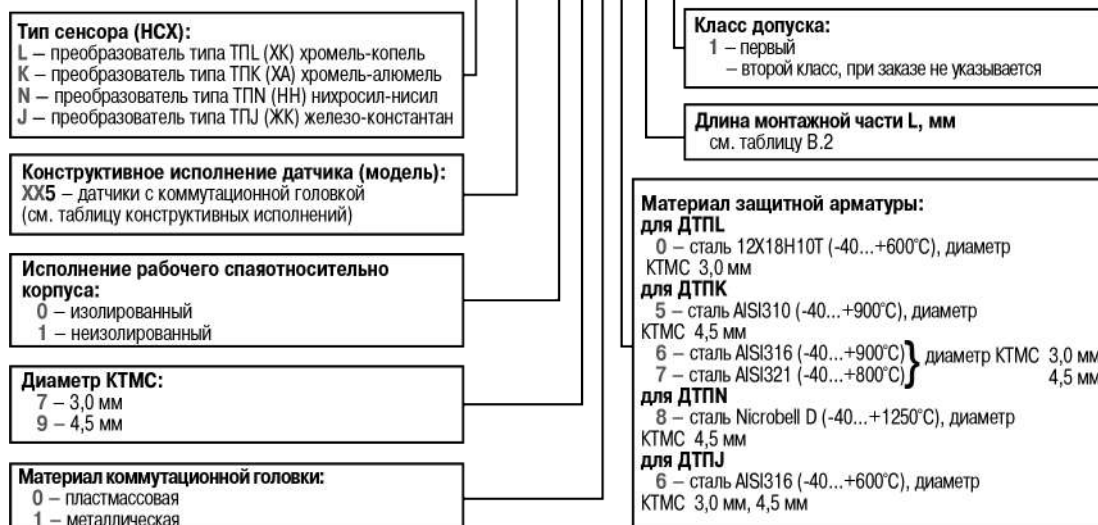 Тип сенсора (НСХ):
L – преобразователь типа ТПL (ХК) хромель-копель
K – преобразователь типа ТПК (ХА) хромель-алюмель
N – преобразователь типа ТПN (НН) нихросил-нисил
J – преобразователь типа ТПJ (ЖК) железо-константан
Конструктивное исполнение датчика (модель):
XX5 – датчики с коммутационной головкой
(см. таблицу конструктивных исполнений)
Исполнение рабочего спаяотносительно
корпуса:
0 – изолированный
1 – неизолированный
Диаметр КТМС:
7 – 3,0 мм
9 – 4,5 мм
Материал коммутационной головки:
0 – пластмассовая
1 – металлическая
Класс допуска:
1 – первый
– второй класс, при заказе не указывается
Длина монтажной части L, мм
см. таблицу В.2
Материал защитной арматуры:
для ДТПL
0 – сталь 12Х18Н10Т (-40...+600°С), диаметр
КТМС 3,0 мм
для ДТПК
5 – сталь AISI310 (-40...+900°С), диаметр
КТМС 4,5 мм
6 – сталь AISI316 (-40...+900°С) } диаметр КТМС 3,0 мм
7 – сталь AISI321 (-40...+800°С) 4,5 мм
для ДТПN
8 – сталь Nicrobell D (-40...+1250°С), диаметр
КТМС 4,5 мм
для ДТПJ
6 – сталь AISI316 (-40...+600°С), диаметр
КТМС 3,0 мм, 4,5 мм